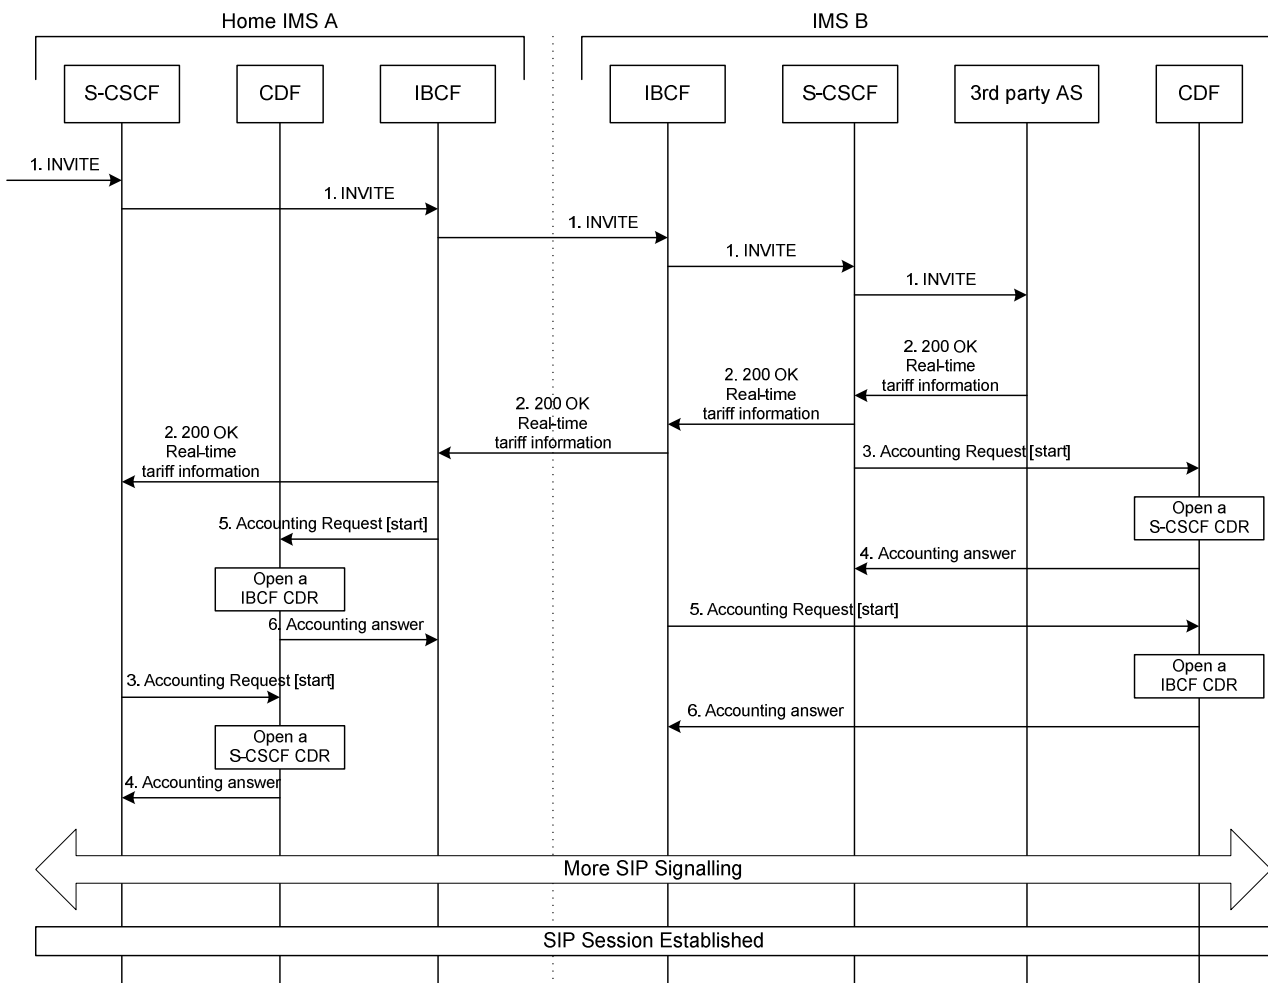 Home IMS A
IMS B
S-CSCF
CDF
IBCF
IBCF
S-CSCF
3rd party AS
CDF
1. INVITE
1. INVITE
1. INVITE
1. INVITE
1. INVITE
2. 200 OK
Real-time
tariff information
2. 200 OK
Real-time
tariff information
2. 200 OK
Real-time
tariff information
2. 200 OK
Real-time
tariff information
3. Accounting Request [start]
Open a
S-CSCF CDR
5. Accounting Request [start]
4. Accounting answer
Open a
IBCF CDR
5. Accounting Request [start]
6. Accounting answer
Open a
IBCF CDR
3. Accounting Request [start]
6. Accounting answer
Open a
S-CSCF CDR
4. Accounting answer
More SIP Signalling
SIP Session Established